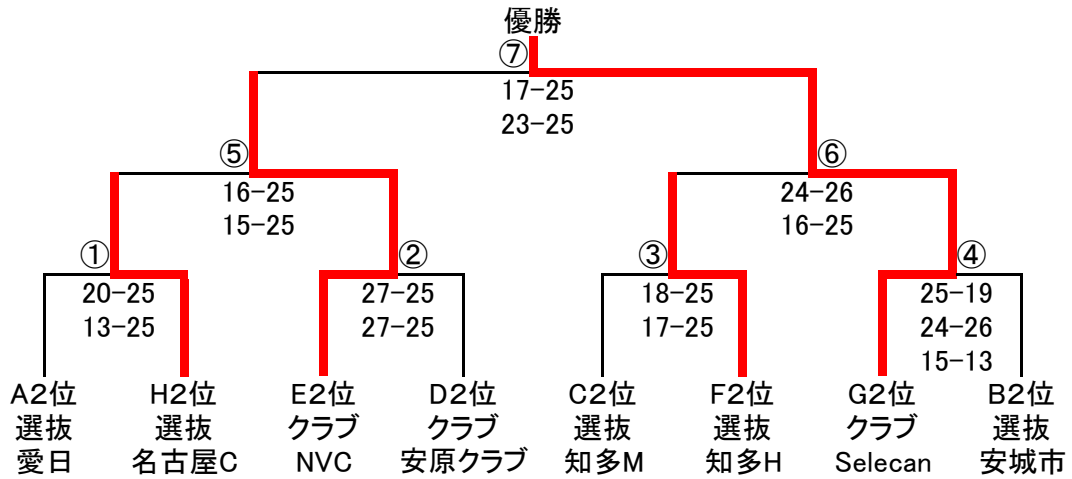 優勝
⑦
17-25
23-25
⑤
⑥
16-25
15-25
24-26
16-25
①
②
③
④
20-25
13-25
27-25
27-25
18-25
17-25
25-19
24-26
15-13
A2位
選抜
愛日
H2位
選抜
名古屋C
E2位
クラブ
NVC
D2位
クラブ
安原クラブ
C2位
選抜
知多M
F2位
選抜
知多H
G2位
クラブ
Selecan
B2位
選抜
安城市